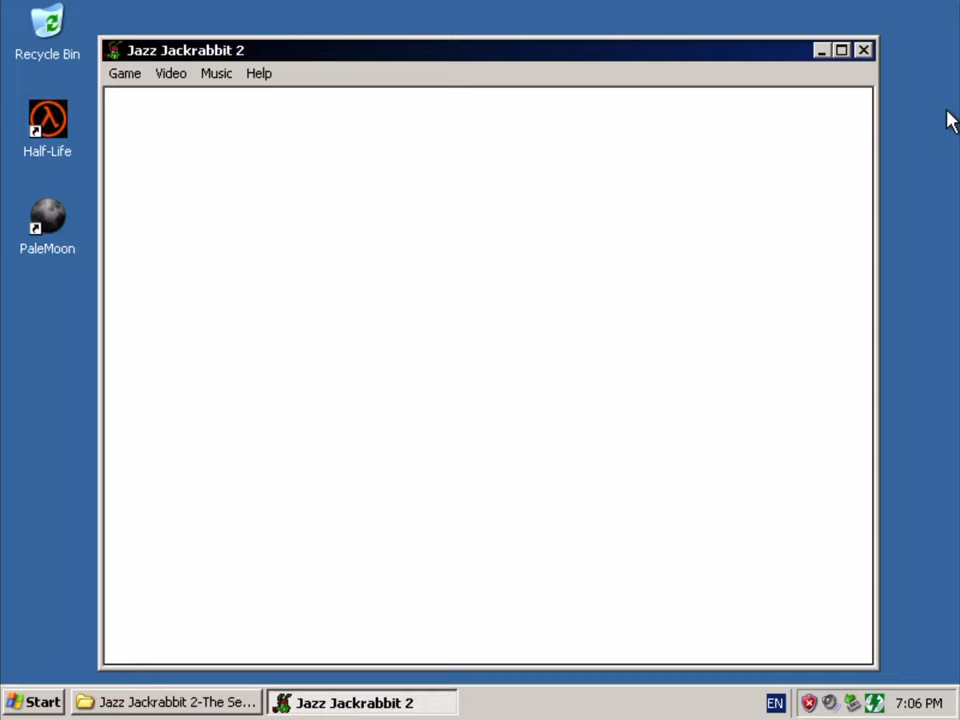 Recycle Bin
Jazz Jackrabbit 2
Game Video Music Help
Half-Life
PaleMoon
Start
Jazz Jackrabbit 2-The Se...
Jazz Jackrabbit 2
EN
7:06 PM